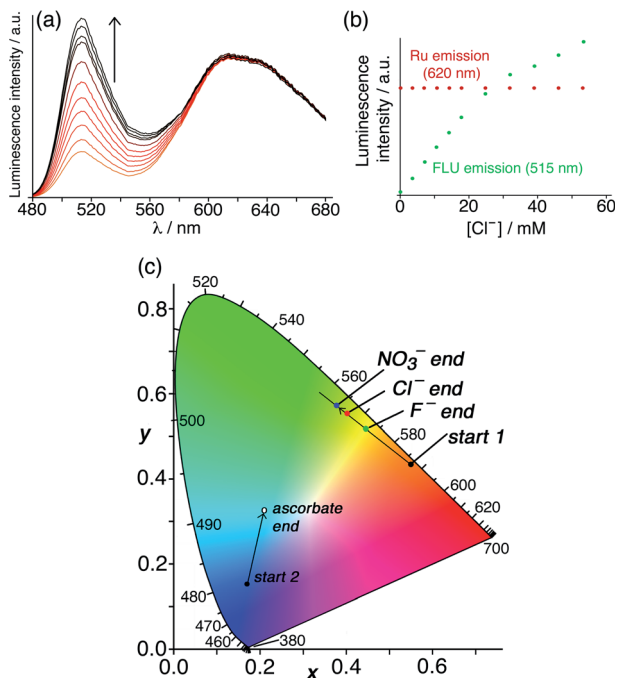 (a)
Luminescence intensity / a.u.
480
520
560
600
640
680
λ / nm
(b)
Luminescence
intensity / a.u.
Ru emission
(620 nm)
FLU emission (515 nm)
0
20
40
60
[Cl⁻] / mM
(c)
0.8
0.6
y
0.4
0.2
0.0
0.0
0.2
0.4
x
0.6
520
540
560
580
600
620
700
500
490
480
470
460
380
NO₃⁻ end
Cl⁻ end
F⁻ end
start 1
ascorbate
end
start 2